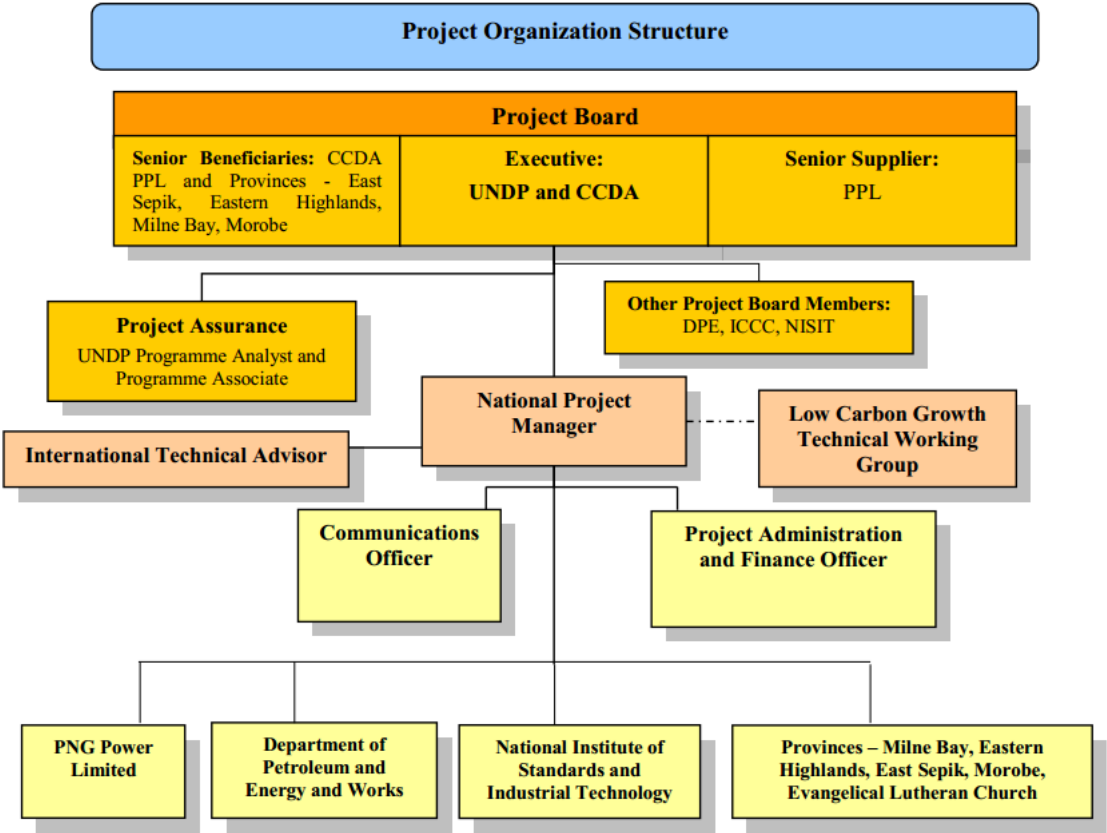 Project Organization Structure
Project Board
Senior Beneficiaries: CCDA
PPL and Provinces - East
Sepik, Eastern Highlands,
Milne Bay, Morobe
Executive:
UNDP and CCDA
Senior Supplier:
PPL
Project Assurance
UNDP Programme Analyst and
Programme Associate
Other Project Board Members:
DPE, ICCC, NISIT
National Project
Manager
Low Carbon Growth
Technical Working
Group
International Technical Advisor
Communications
Officer
Project Administration
and Finance Officer
PNG Power
Limited
Department of
Petroleum and
Energy and Works
National Institute of
Standards and
Industrial Technology
Provinces – Milne Bay, Eastern
Highlands, East Sepik, Morobe,
Evangelical Lutheran Church